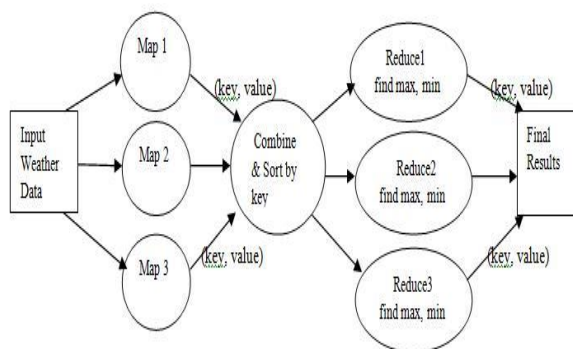 Input
Weather
Data
Map 1
Map 2
Map 3
(key, value)
(key, value)
Combine
& Sort by
key
Reduce1
find max, min
Reduce2
find max, min
Reduce3
find max, min
(key, value)
(key, value)
Final
Results